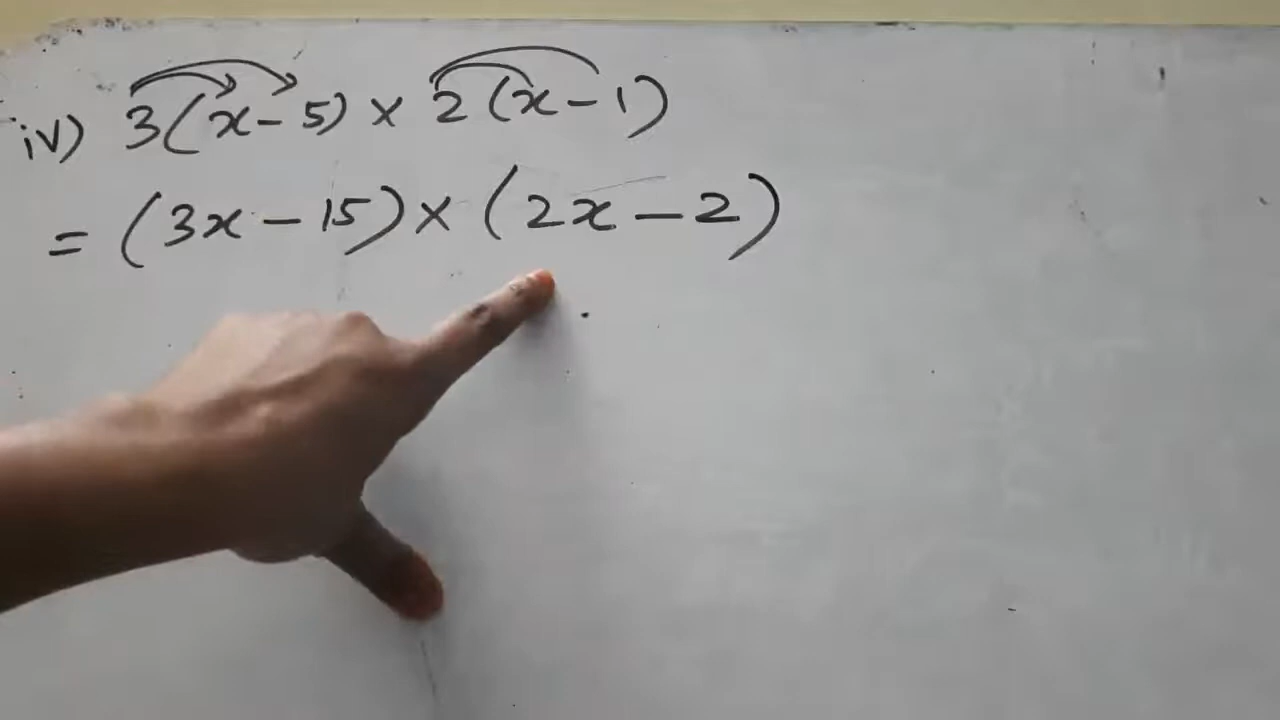 iv) 3(x-5) × 2(x-1)
= (3x-15) × (2x-2)